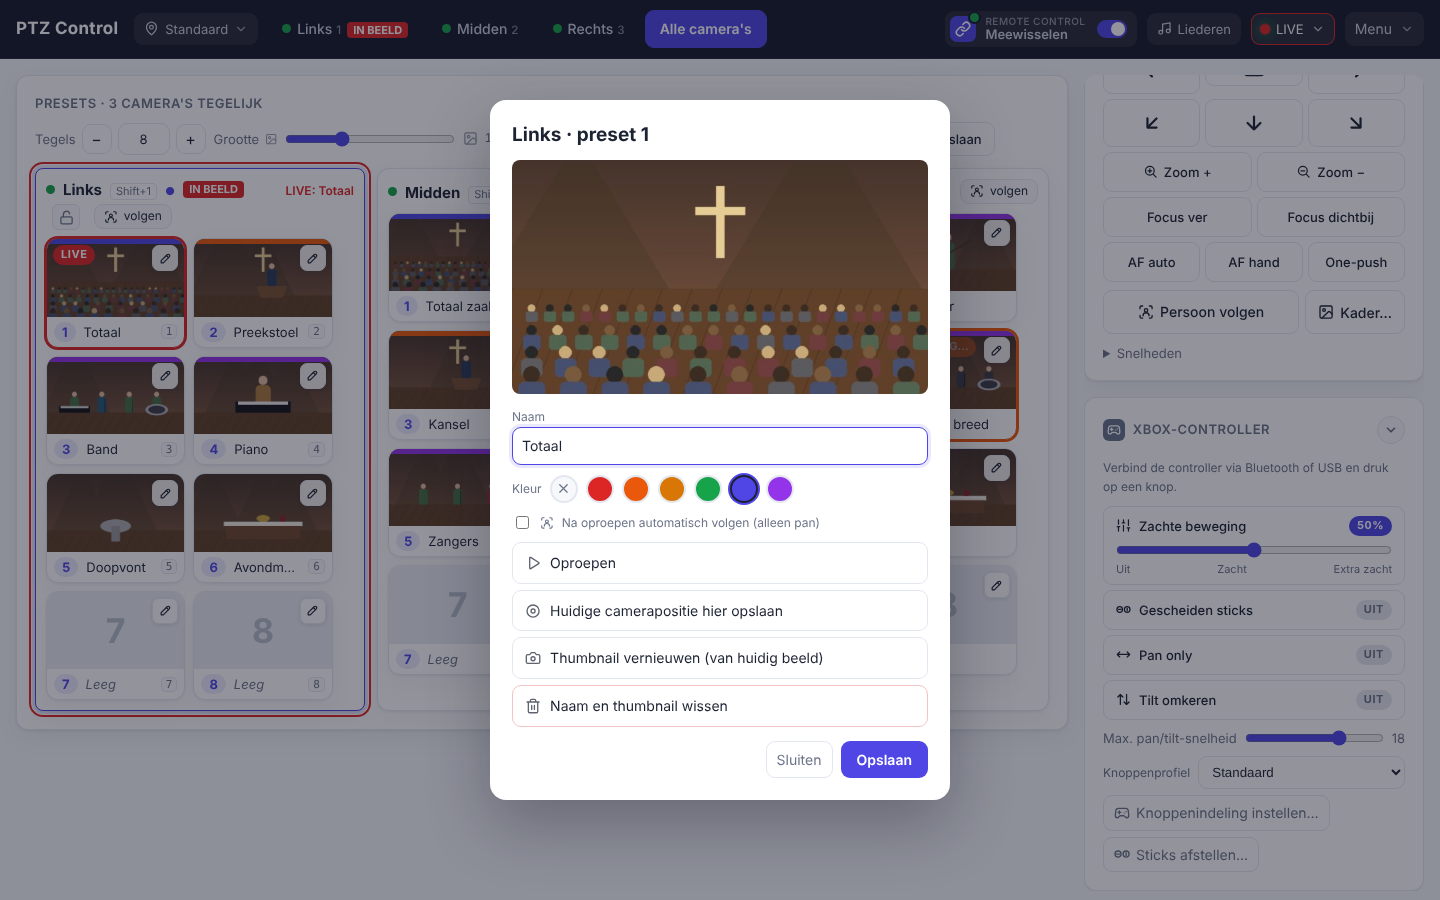 PTZ Control
Standaard
Links 1 IN BEELD
Midden 2
Rechts 3
Alle camera's
REMOTE CONTROL
Meewisselen
Liederen
LIVE
Menu
PRESETS · 3 CAMERA'S TEGELIJK
Tegels − 8 + Grootte
Links Shift+1 IN BEELD LIVE: Totaal
volgen
LIVE
1 Totaal 1
2 Preekstoel 2
3 Band 3
4 Piano 4
5 Doopvont 5
6 Avondm... 6
7
7 Leeg 7
8
8 Leeg 8
Midden
1 Totaal zaal
3 Kansel
5 Zangers
7
7 Leeg
volgen
breed
Links · preset 1
Naam
Totaal
Kleur
Na oproepen automatisch volgen (alleen pan)
Oproepen
Huidige camerapositie hier opslaan
Thumbnail vernieuwen (van huidig beeld)
Naam en thumbnail wissen
Sluiten
Opslaan
Zoom +
Zoom −
Focus ver
Focus dichtbij
AF auto
AF hand
One-push
Persoon volgen
Kader...
Snelheden
XBOX-CONTROLLER
Verbind de controller via Bluetooth of USB en druk
op een knop.
Zachte beweging 50%
Uit Zacht Extra zacht
Gescheiden sticks UIT
Pan only UIT
Tilt omkeren UIT
Max. pan/tilt-snelheid 18
Knoppenprofiel Standaard
Knoppenindeling instellen...
Sticks afstellen...